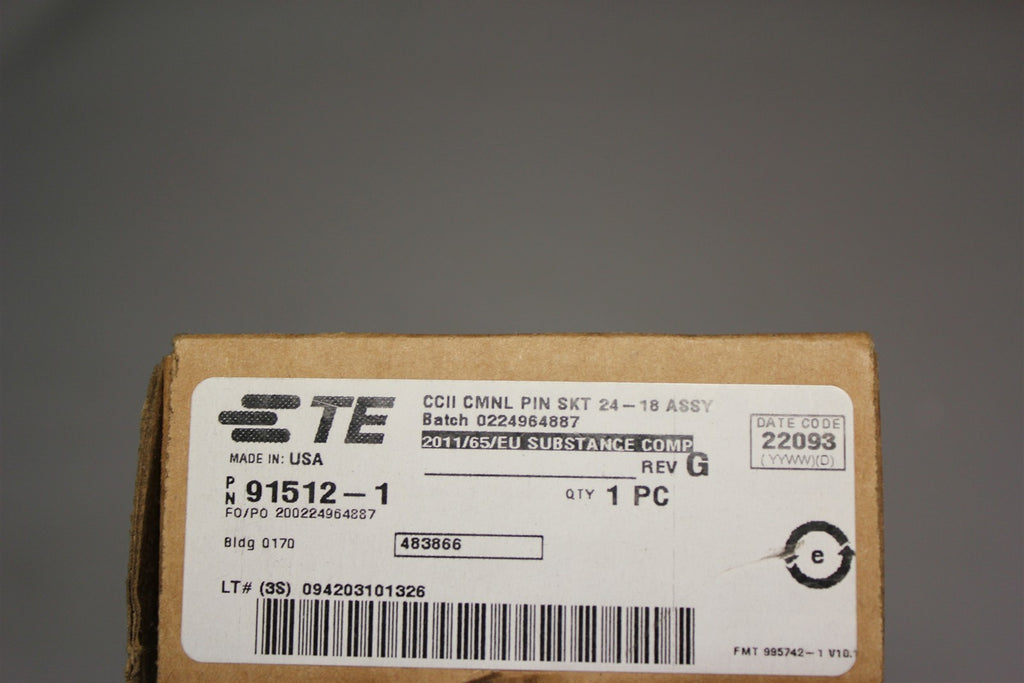 TE
CCII CMNL PIN SKT 24-18 ASSY
Batch 0224964887
2011/65/EU SUBSTANCE COMP
MADE IN: USA
REV G
DATE CODE
22093
(YYWW)(D)
PN 91512-1
QTY 1 PC
FO/PO 200224964887
Bldg 0170
483866
e
LT# (3S) 094203101326
FMT 995742-1 V10.